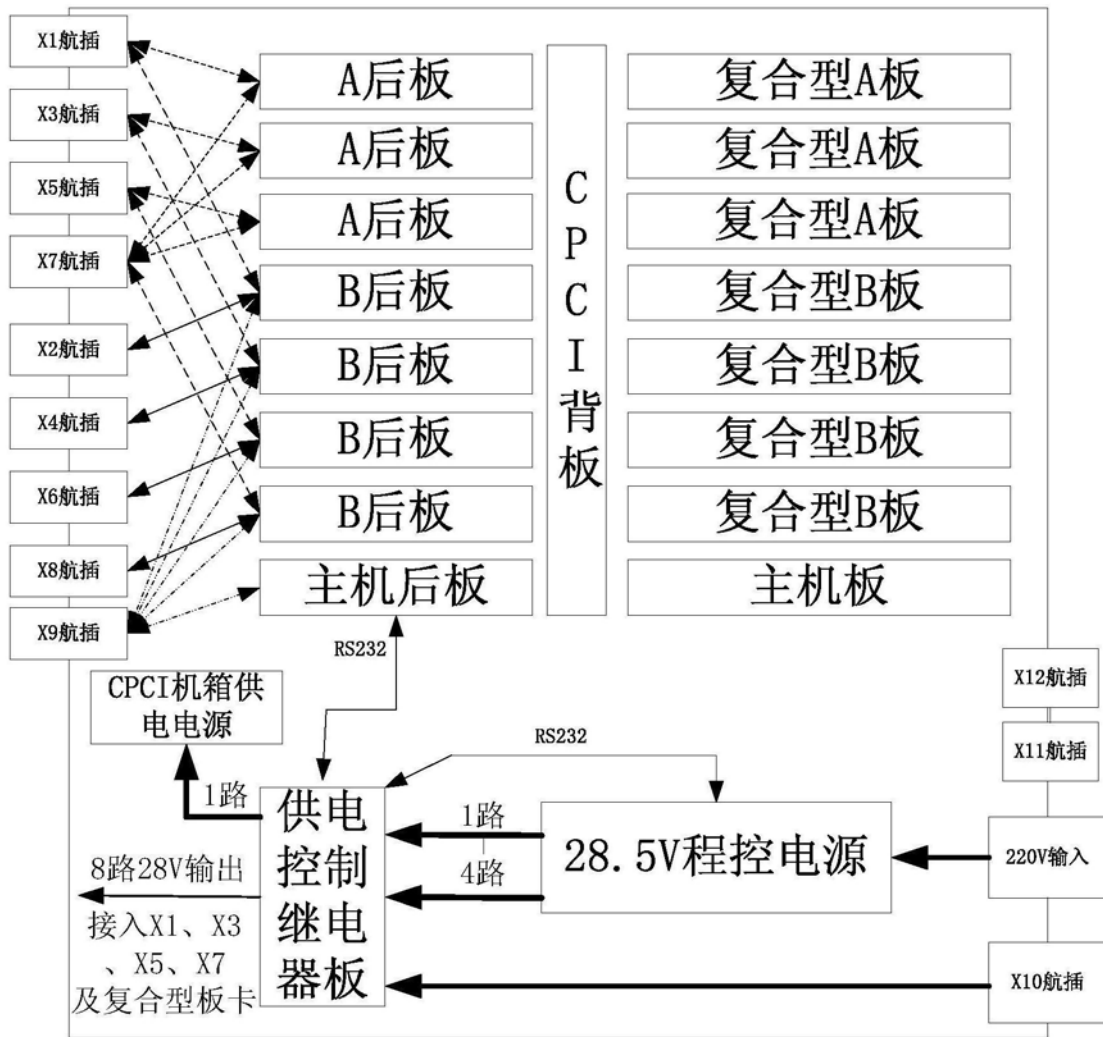 X1航插
X3航插
X5航插
X7航插
X2航插
X4航插
X6航插
X8航插
X9航插
A后板
A后板
A后板
B后板
B后板
B后板
B后板
主机后板
CPCI背板
复合型A板
复合型A板
复合型A板
复合型B板
复合型B板
复合型B板
复合型B板
主机板
RS232
CPCI机箱供
电电源
RS232
X12航插
X11航插
1路
供电
控制
继电
器板
1路
4路
28.5V程控电源
220V输入
8路28V输出
接入X1、X3
、X5、X7
及复合型板卡
X10航插